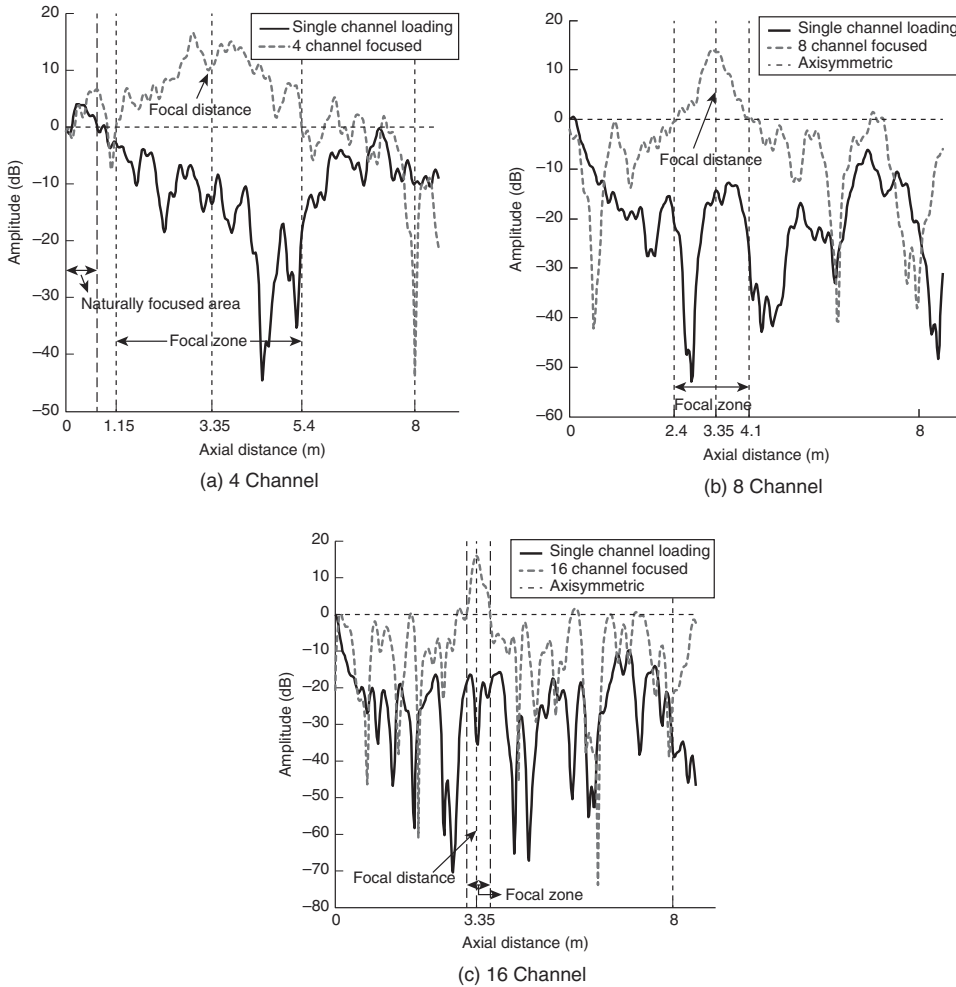 20
10
0
–10
–20
–30
–40
–50
Amplitude (dB)
Single channel loading
4 channel focused
Focal distance
Naturally focused area
Focal zone
0 1.15 3.35 5.4 8
Axial distance (m)
(a) 4 Channel
20
10
0
–10
–20
–30
–40
–50
–60
Amplitude (dB)
Single channel loading
8 channel focused
Axisymmetric
Focal distance
Focal zone
0 2.4 3.35 4.1 8
Axial distance (m)
(b) 8 Channel
20
10
0
–10
–20
–30
–40
–50
–60
–70
–80
Amplitude (dB)
Single channel loading
16 channel focused
Axisymmetric
Focal distance
Focal zone
0 3.35 8
Axial distance (m)
(c) 16 Channel